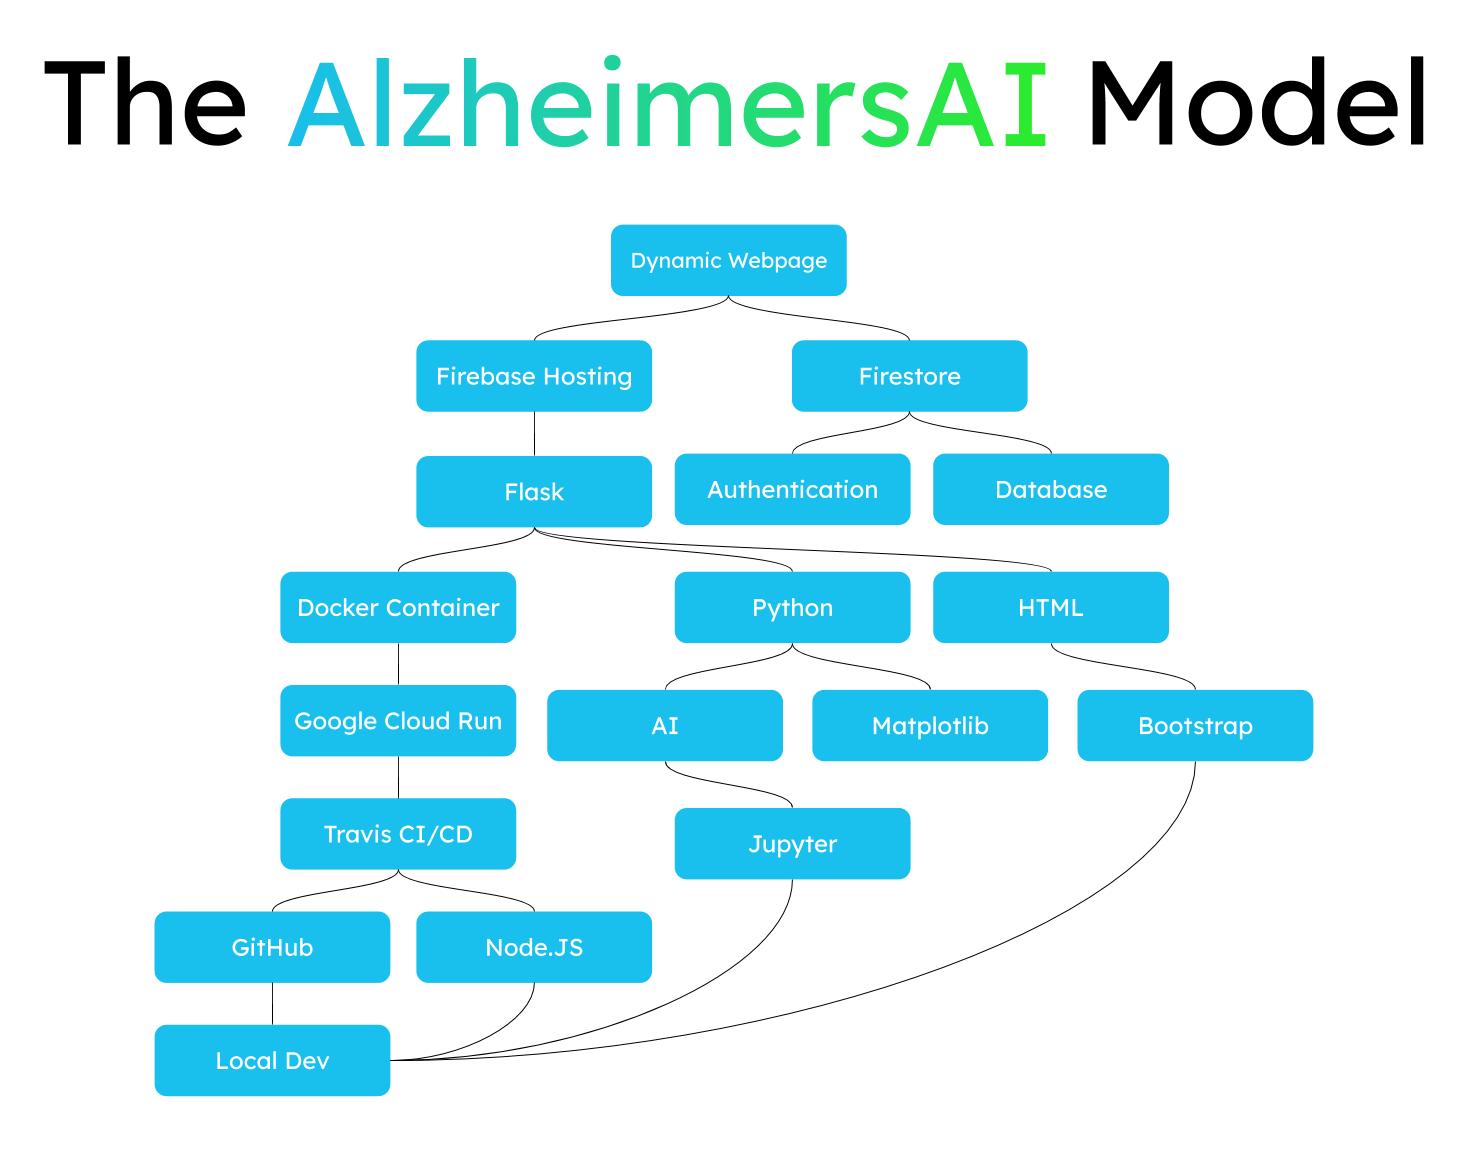 The AlzheimersAI Model
Dynamic Webpage
Firebase Hosting
Firestore
Flask
Authentication
Database
Docker Container
Python
HTML
Google Cloud Run
AI
Matplotlib
Bootstrap
Travis CI/CD
Jupyter
GitHub
Node.JS
Local Dev